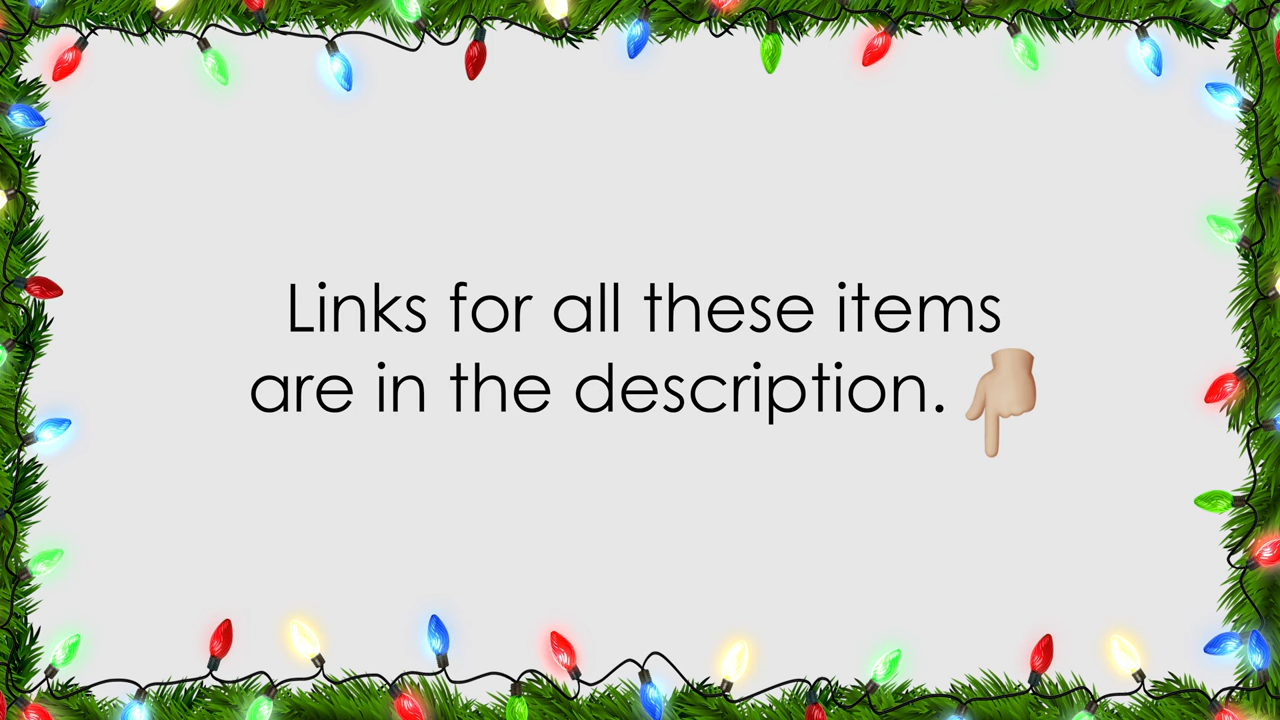 Links for all these items
are in the description. 👇🏼